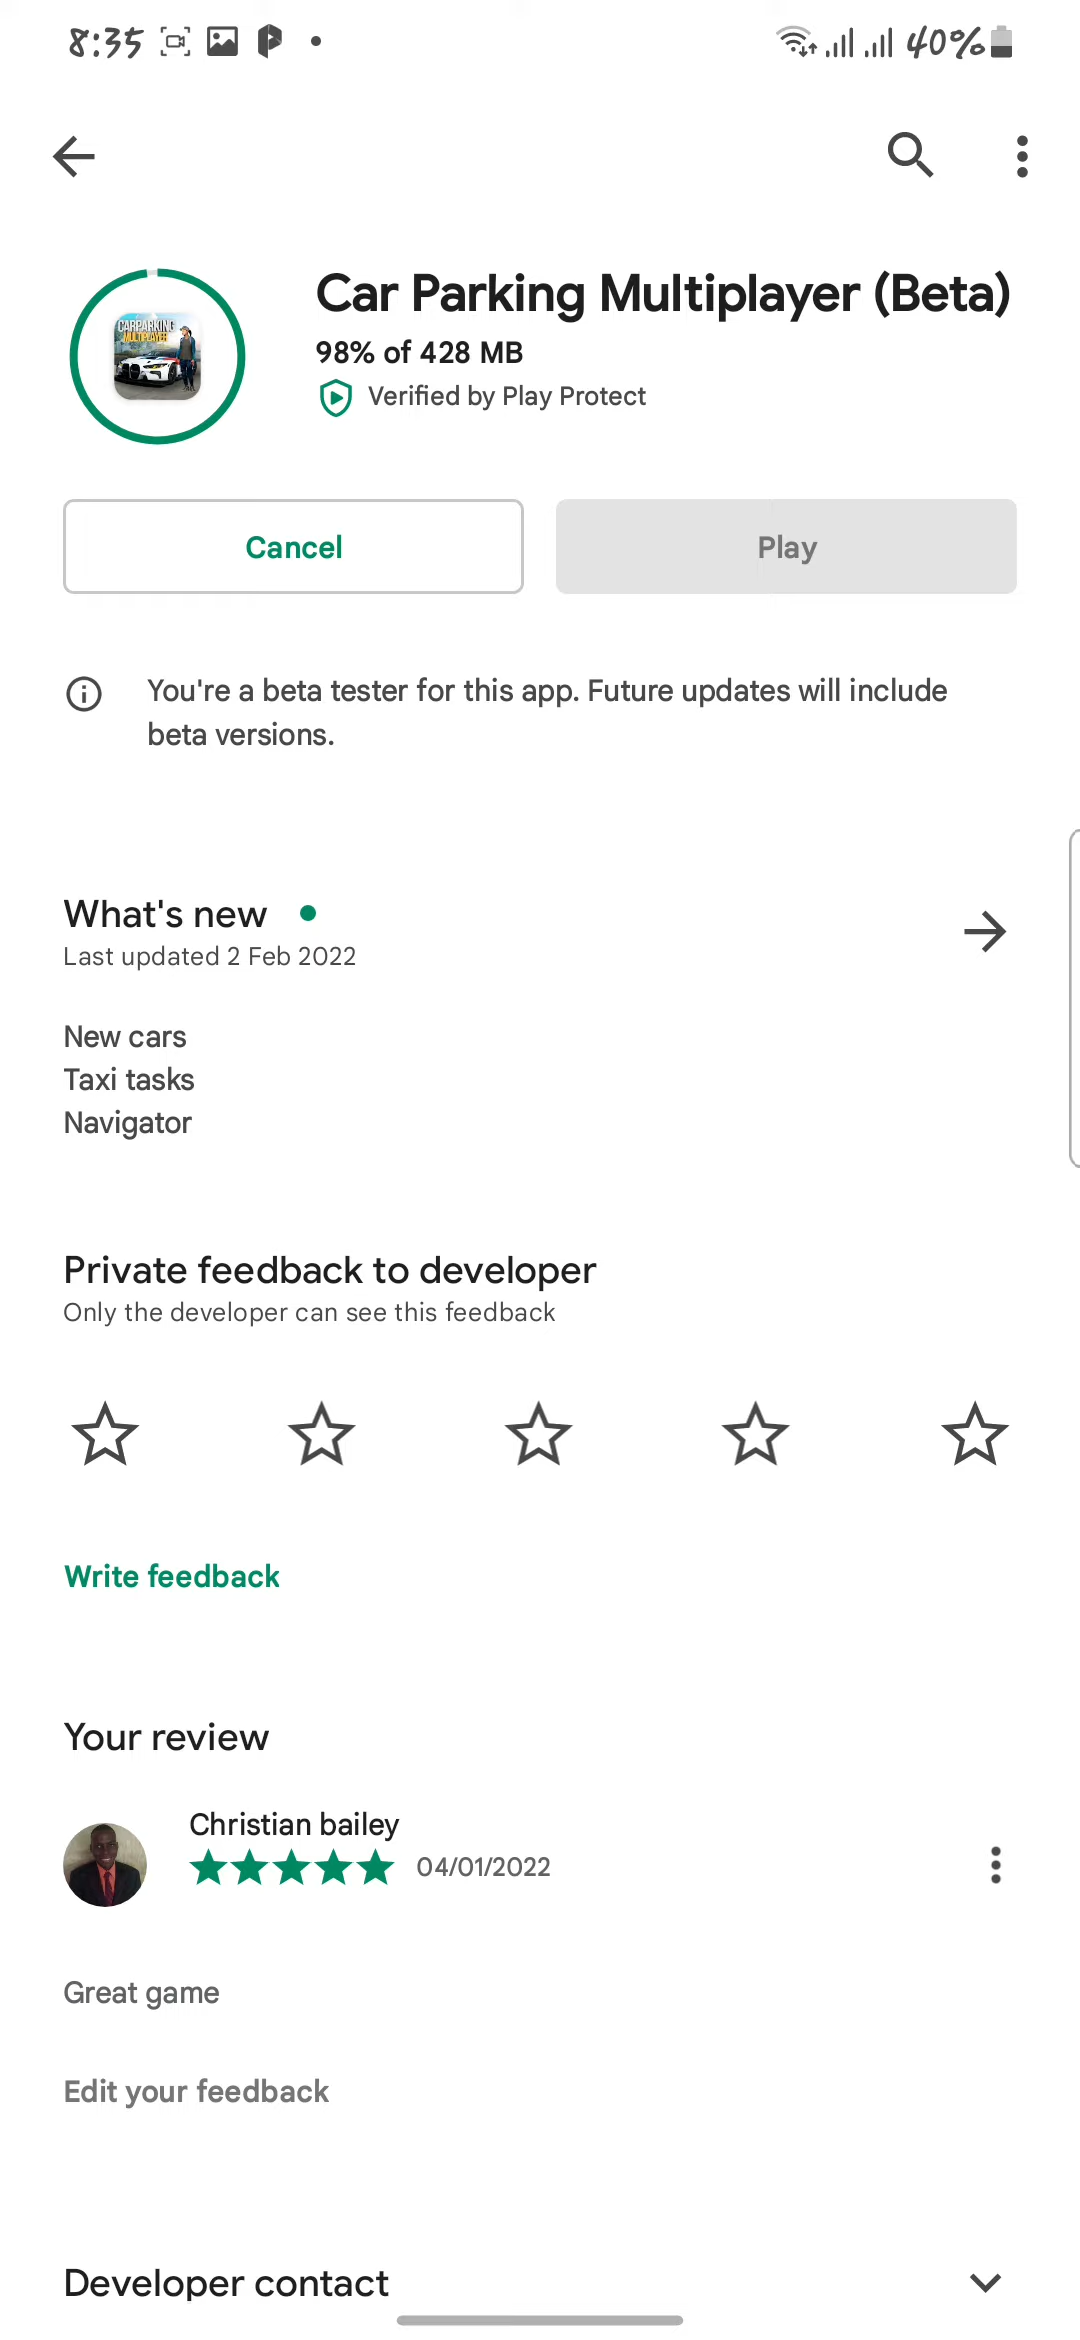 8:35
40%
Car Parking Multiplayer (Beta)
CARPARKING
MULTIPLAYER
98% of 428 MB
Verified by Play Protect
Cancel
Play
You're a beta tester for this app. Future updates will include
beta versions.
What's new
Last updated 2 Feb 2022
New cars
Taxi tasks
Navigator
Private feedback to developer
Only the developer can see this feedback
Write feedback
Your review
Christian bailey
04/01/2022
Great game
Edit your feedback
Developer contact